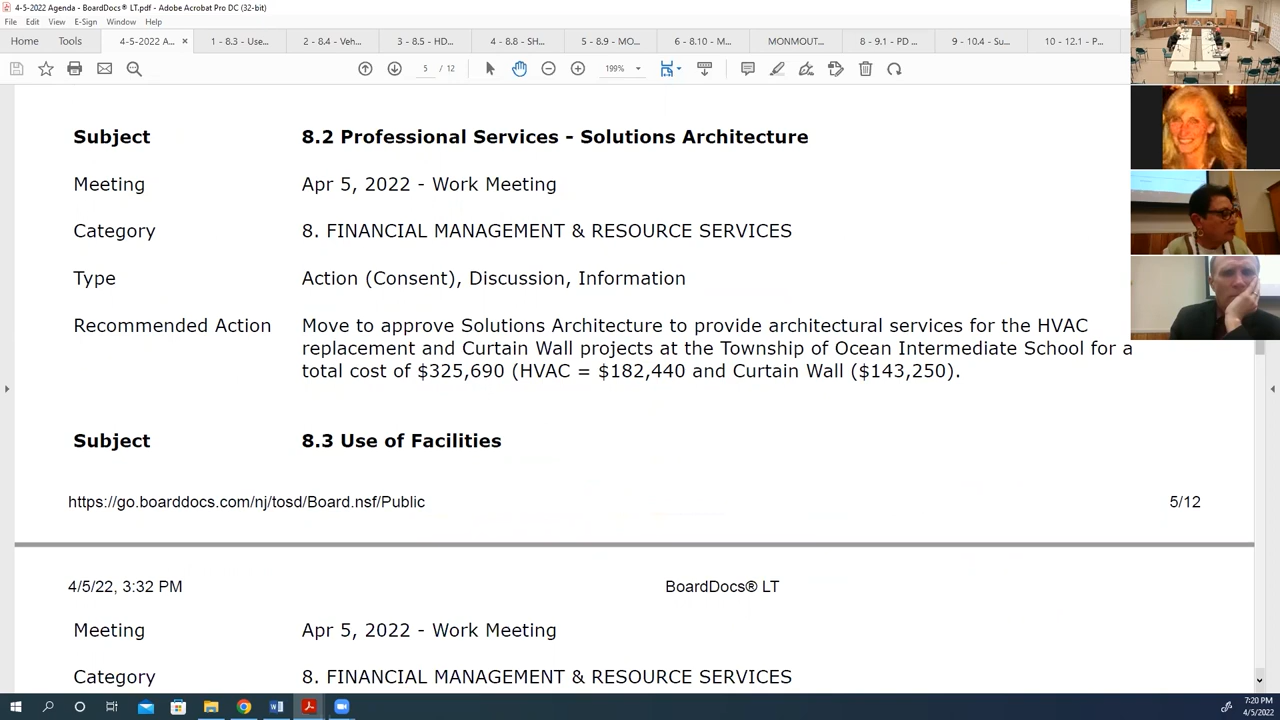 4-5-2022 Agenda - BoardDocs® LT.pdf - Adobe Acrobat Pro DC (32-bit)
File Edit View E-Sign Window Help
Home Tools 4-5-2022 A... × 1 - 8.3 - Use... 2 - 8.4 - Veh... 3 - 8.5 - HD... 8.8 - CH... 5 - 8.9 - MO... 6 - 8.10 - M... MONMOUT... 8 - 9.1 - PD ... 10.4 - Su... 10 - 12.1 - P...
5 / 12 199%
Subject 8.2 Professional Services - Solutions Architecture
Meeting Apr 5, 2022 - Work Meeting
Category 8. FINANCIAL MANAGEMENT & RESOURCE SERVICES
Type Action (Consent), Discussion, Information
Recommended Action Move to approve Solutions Architecture to provide architectural services for the HVAC
replacement and Curtain Wall projects at the Township of Ocean Intermediate School for a
total cost of $325,690 (HVAC = $182,440 and Curtain Wall ($143,250).
Subject 8.3 Use of Facilities
https://go.boarddocs.com/nj/tosd/Board.nsf/Public 5/12
4/5/22, 3:32 PM BoardDocs® LT
Meeting Apr 5, 2022 - Work Meeting
Category 8. FINANCIAL MANAGEMENT & RESOURCE SERVICES
7:20 PM
4/5/2022